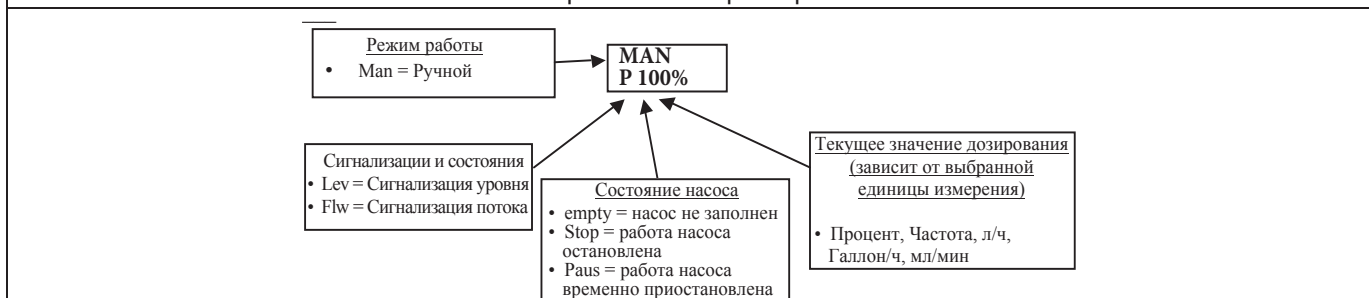 Режим работы
• Man = Ручной
MAN
P 100%
Сигнализации и состояния
• Lev = Сигнализация уровня
• Flw = Сигнализация потока
Состояние насоса
• empty = насос не заполнен
• Stop = работа насоса
остановлена
• Paus = работа насоса
временно приостановлена
Текущее значение дозирования
(зависит от выбранной
единицы измерения)
• Процент, Частота, л/ч,
Галлон/ч, мл/мин